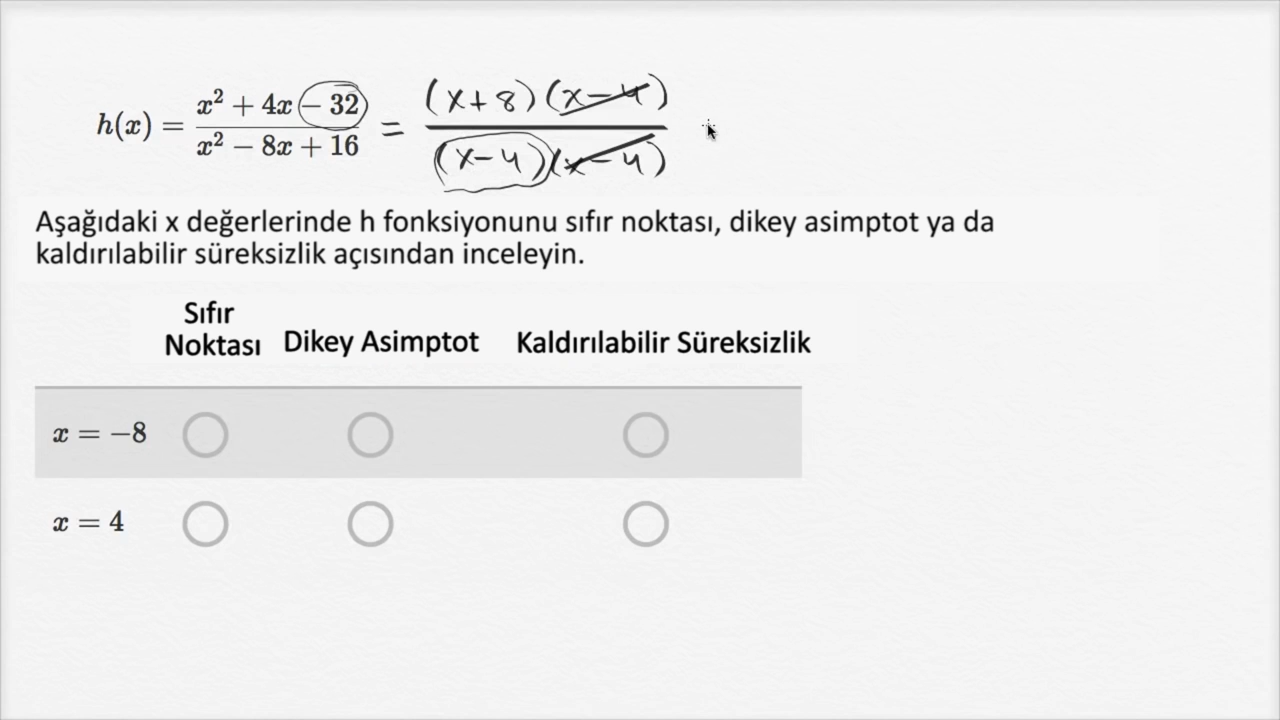 h(x) = x² + 4x − 32 / x² − 8x + 16 = (x+8)(x−4) / (x−4)(x−4)
Aşağıdaki x değerlerinde h fonksiyonunu sıfır noktası, dikey asimptot ya da
kaldırılabilir süreksizlik açısından inceleyin.
Sıfır
Noktası Dikey Asimptot Kaldırılabilir Süreksizlik
x = −8
x = 4